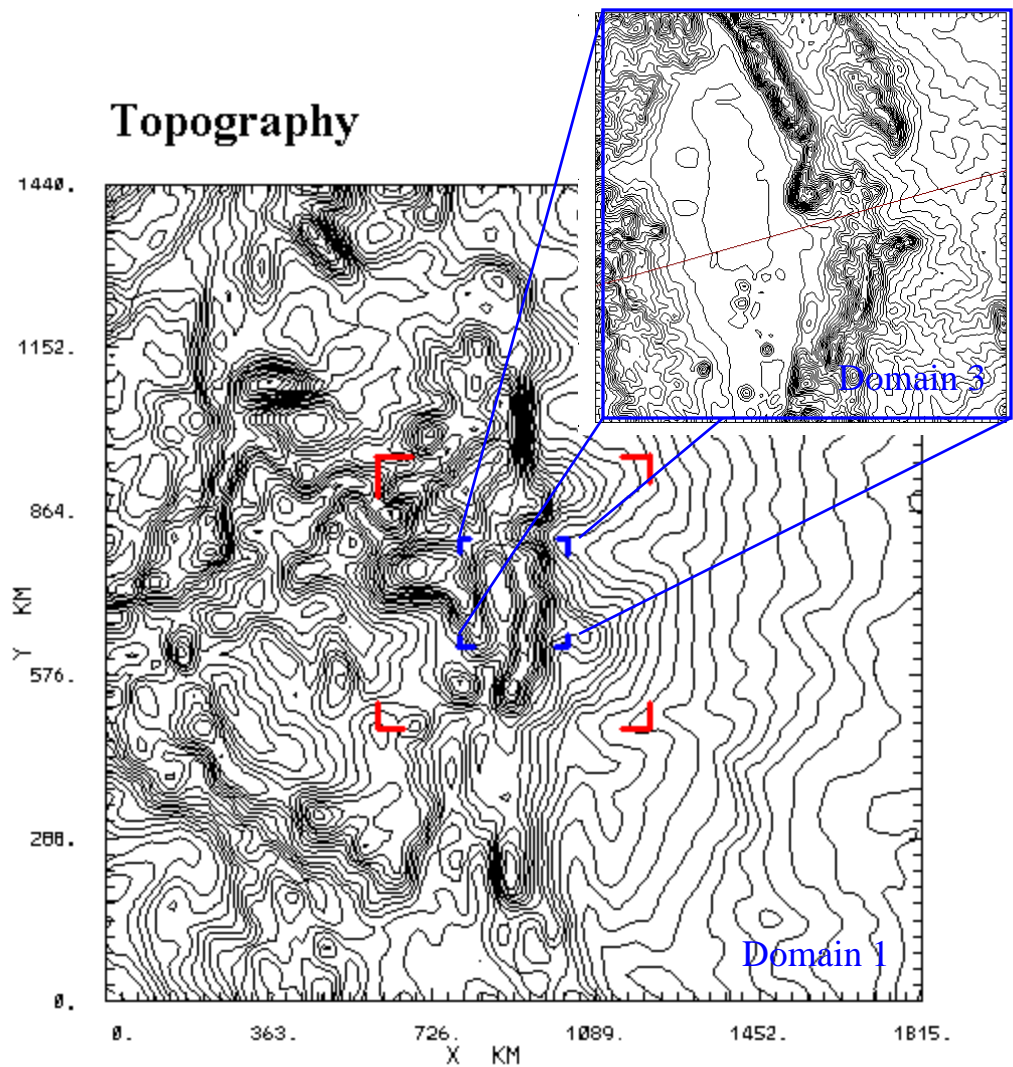 Topography
1440.
1152.
864.
576.
288.
0.
Y KM
0. 363. 726. 1089. 1452. 1815.
X KM
Domain 3
Domain 1